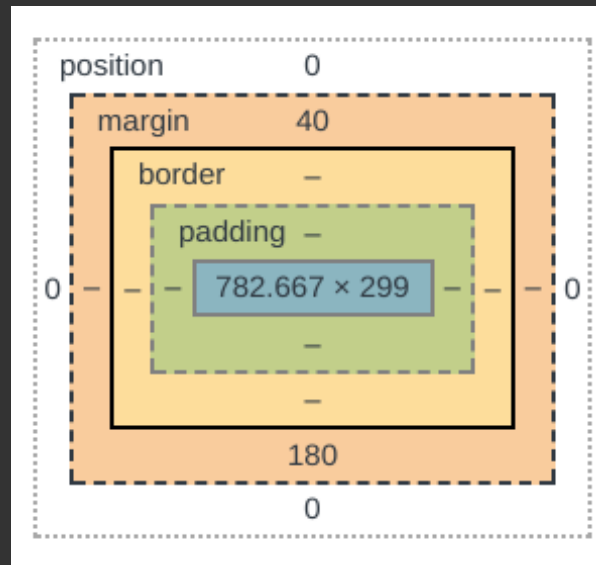 position 0
margin 40
border –
padding –
0 – – – 782.667 × 299 – – – 0
–
–
180
0